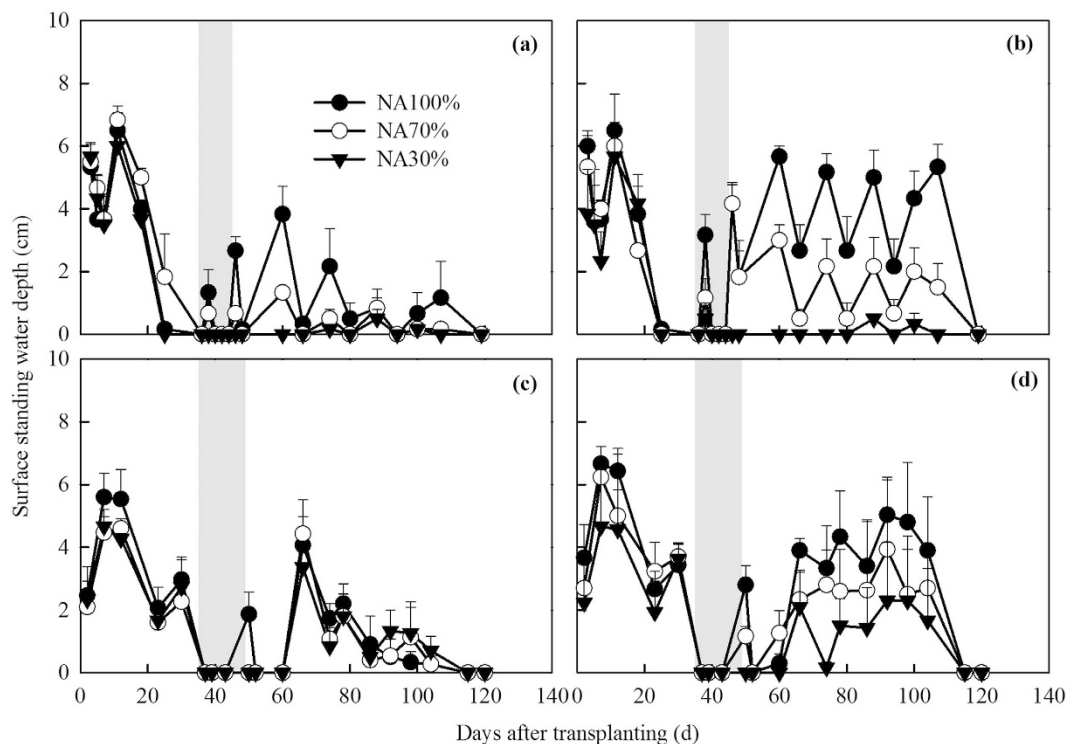 10
8
6
4
2
0
(a)
NA100%
NA70%
NA30%
(b)
10
8
6
4
2
0
(c)
(d)
0 20 40 60 80 100 120 140
0 20 40 60 80 100 120 140
Surface standing water depth (cm)
Days after transplanting (d)